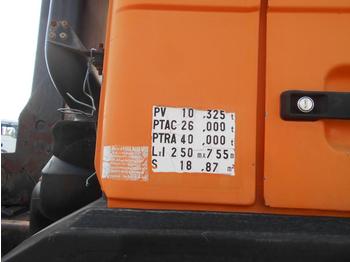 PV 10 .325 t
PTAC 26 .000 t
PTRA 40 .000 t
L.l 2 50 m x 7 55 m
S 18 .87 m²